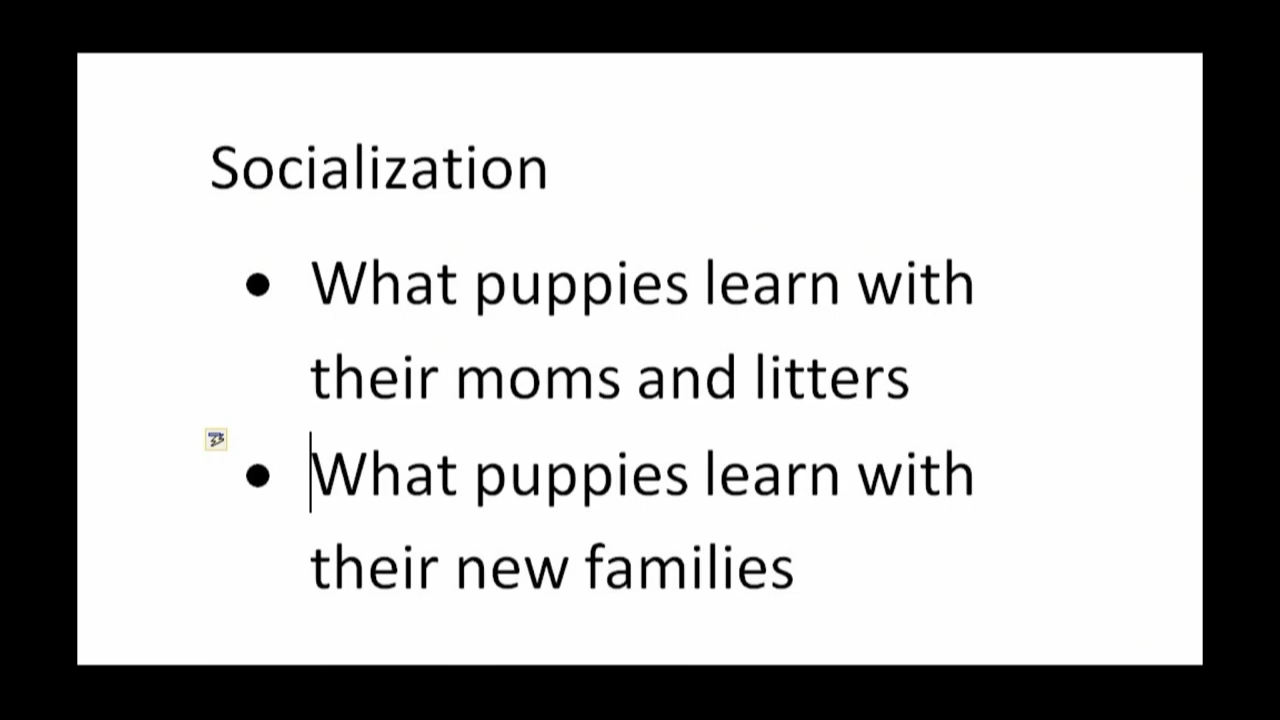 Socialization
• What puppies learn with
their moms and litters
• What puppies learn with
their new families